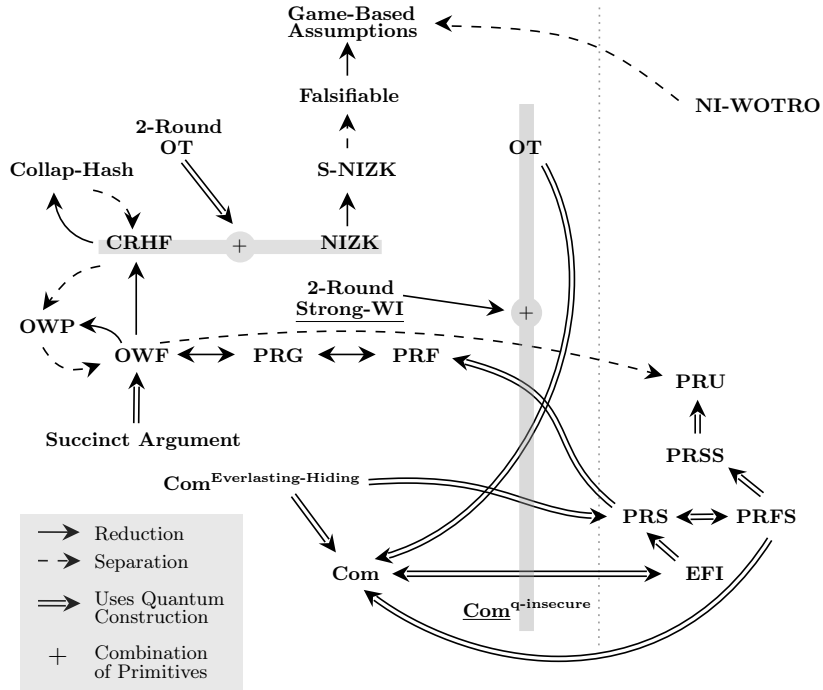 Game-Based
Assumptions
Falsifiable
NI-WOTRO
2-Round
OT
OT
Collap-Hash
S-NIZK
CRHF
+
NIZK
2-Round
Strong-WI
+
OWP
OWF
PRG
PRF
PRU
Succinct Argument
PRSS
Com^Everlasting-Hiding
PRS
PRFS
Com
EFI
Com^q-insecure
Reduction
Separation
Uses Quantum
Construction
+
Combination
of Primitives